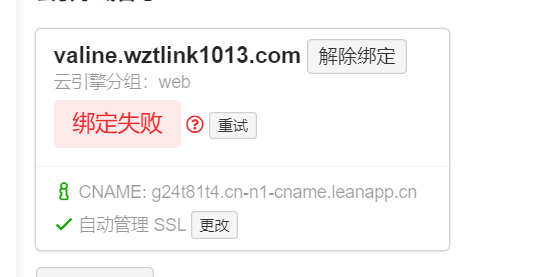 valine.wztlink1013.com 解除绑定
云引擎分组：web
绑定失败 重试
CNAME: g24t81t4.cn-n1-cname.leanapp.cn
自动管理 SSL 更改